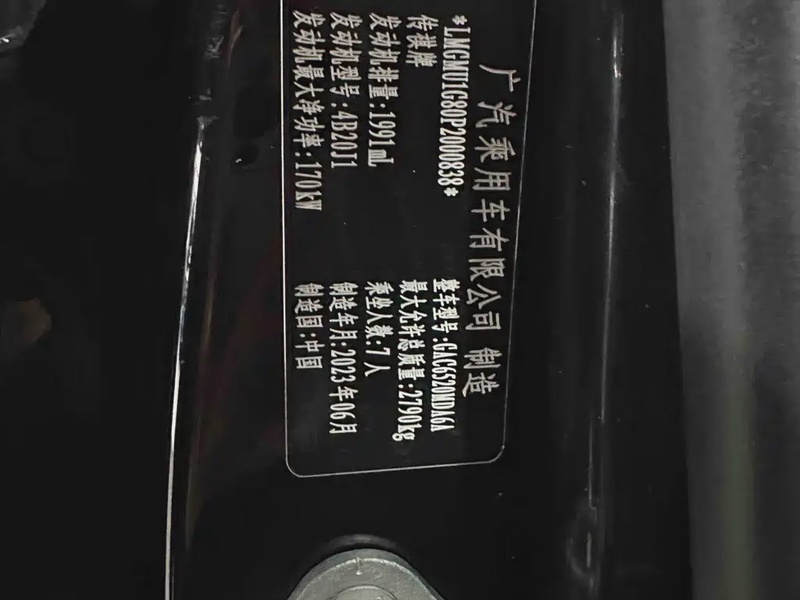 广汽乘用车有限公司 制造
*LMGMU1G80P2000838* 整车型号:GAC6520MDA6A
传祺牌 最大允许总质量:2790kg
发动机排量:1991mL 乘坐人数:7人
发动机型号:4B20J1 制造年月:2023年06月
发动机最大净功率:170kW 制造国:中国